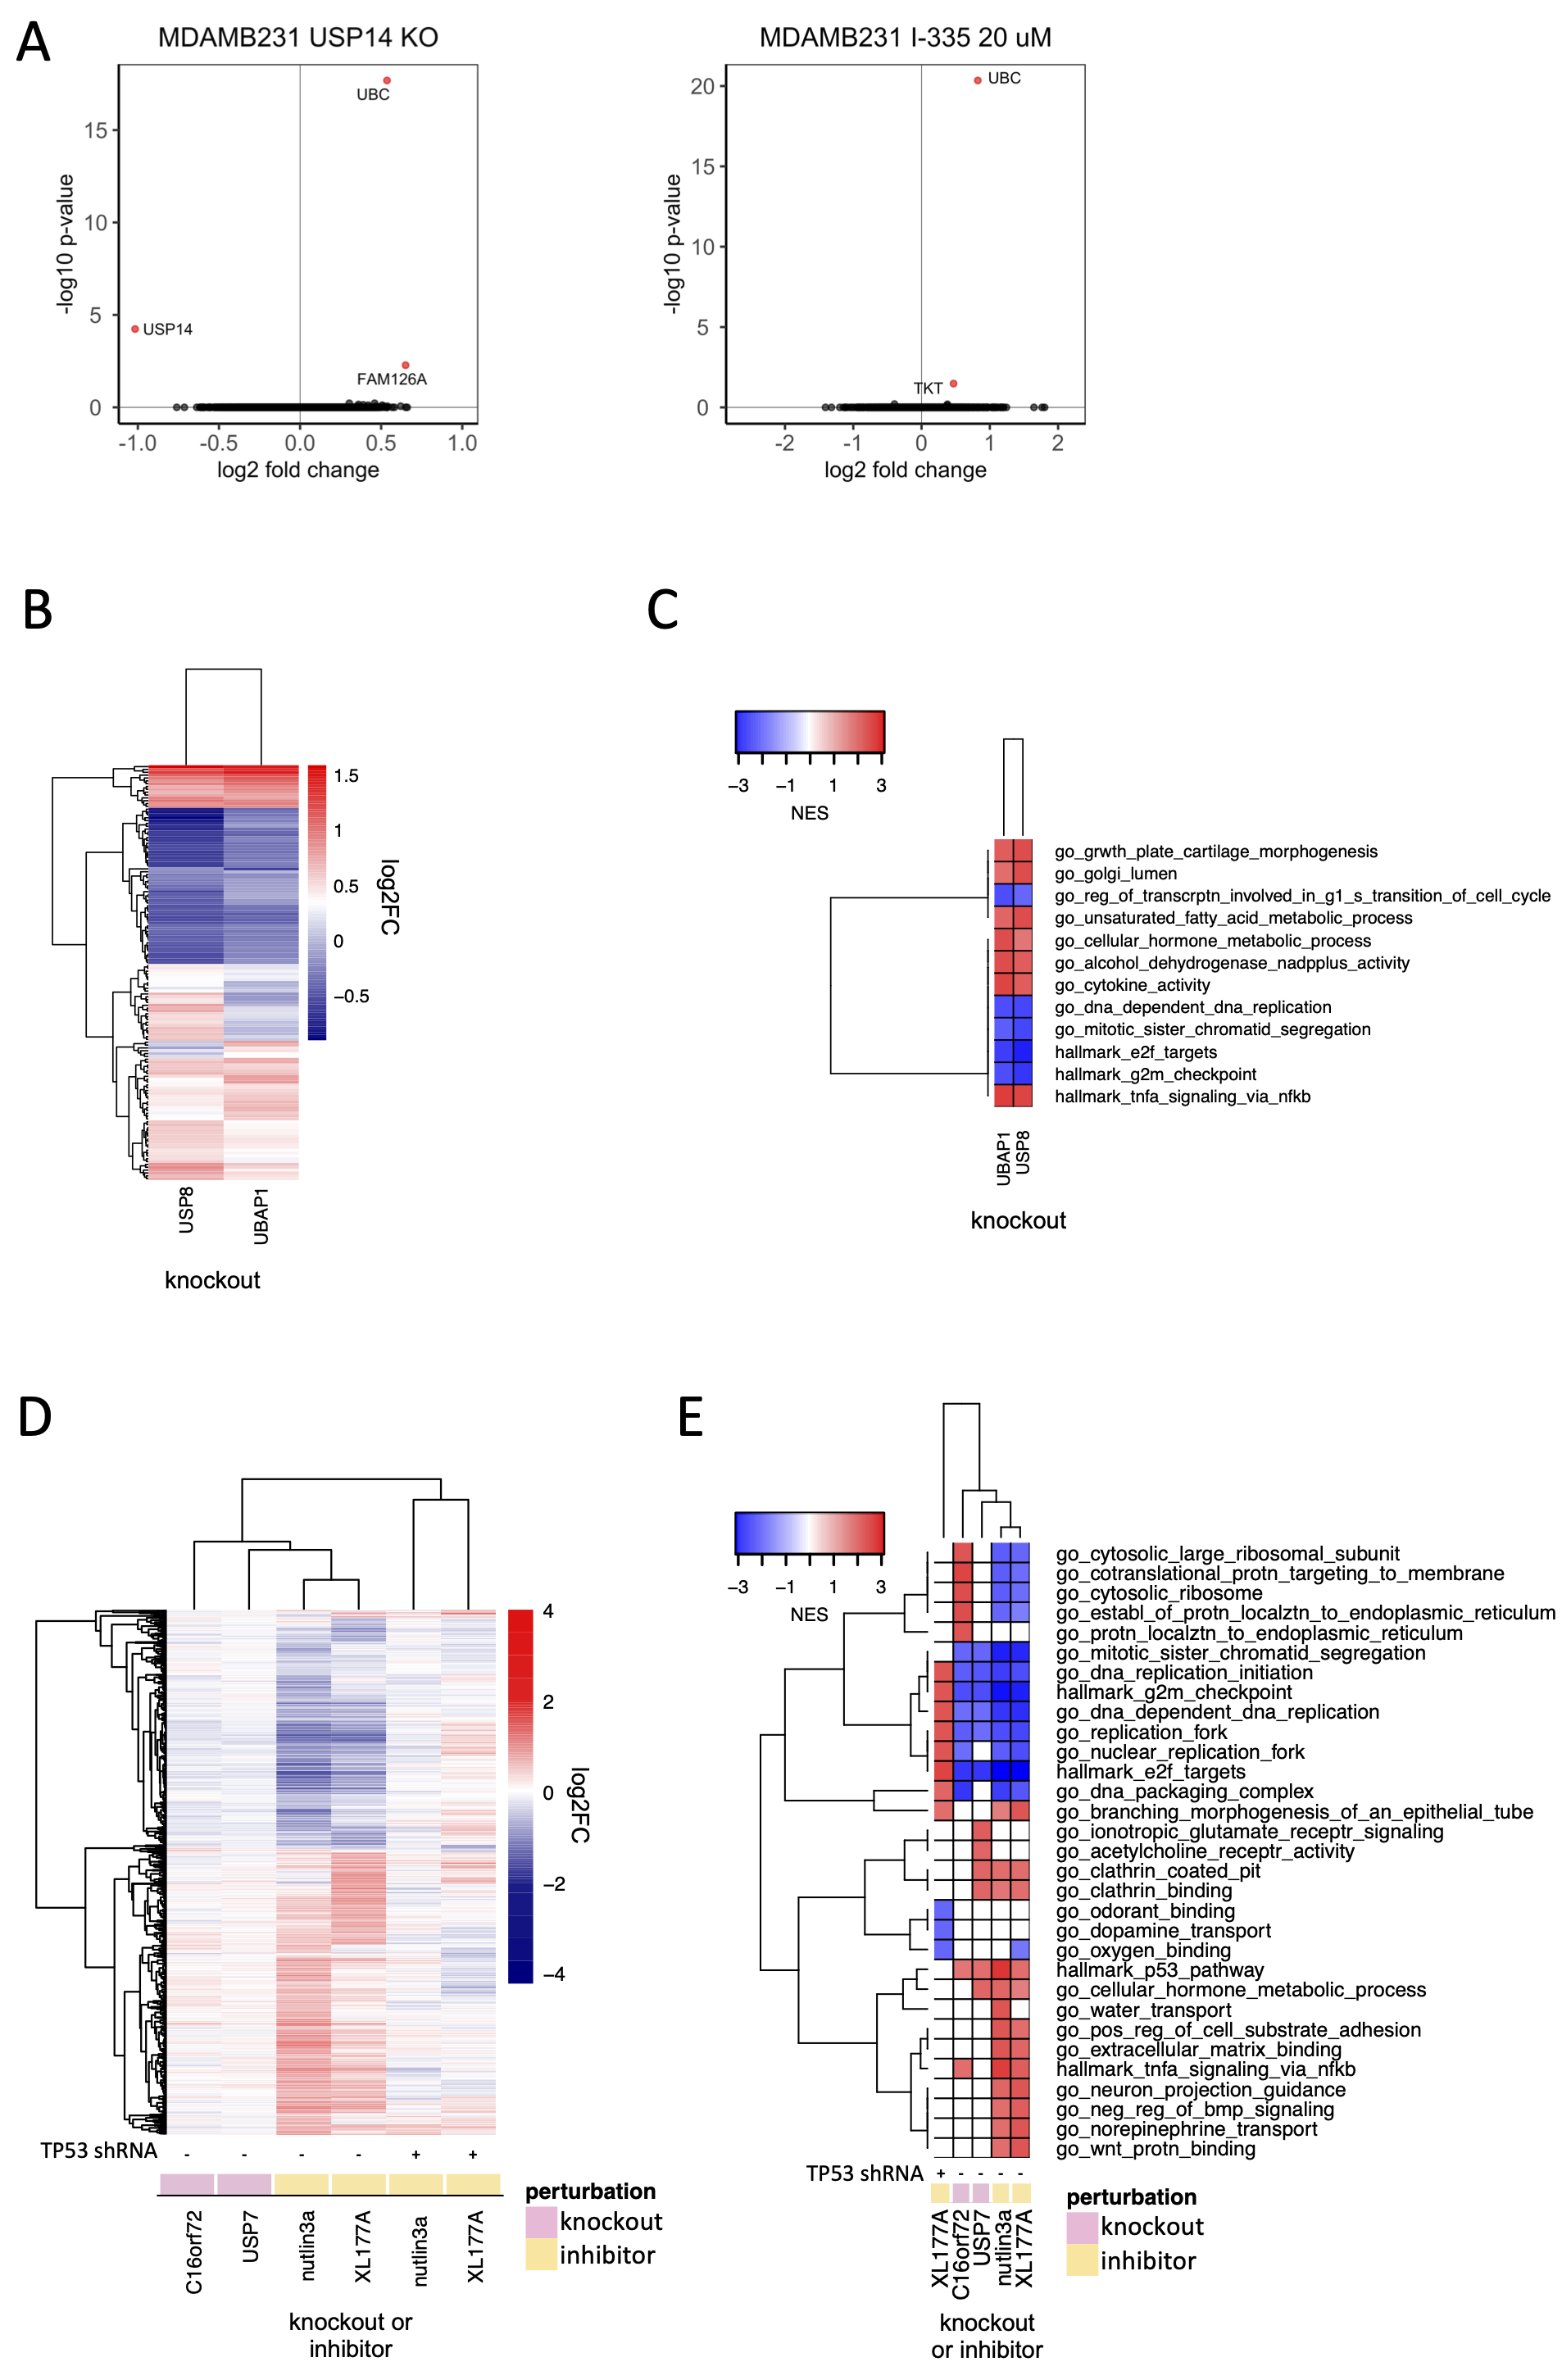 A
MDAMB231 USP14 KO
UBC
USP14
FAM126A
15
10
5
0
-1.0 -0.5 0.0 0.5 1.0
log2 fold change
-log10 p-value
MDAMB231 I-335 20 uM
UBC
TKT
20
15
10
5
0
-2 -1 0 1 2
log2 fold change
-log10 p-value
B
1.5
1
0.5
0
−0.5
log2FC
USP8
UBAP1
knockout
C
−3 −1 1 3
NES
go_grwth_plate_cartilage_morphogenesis
go_golgi_lumen
go_reg_of_transcrptn_involved_in_g1_s_transition_of_cell_cycle
go_unsaturated_fatty_acid_metabolic_process
go_cellular_hormone_metabolic_process
go_alcohol_dehydrogenase_nadpplus_activity
go_cytokine_activity
go_dna_dependent_dna_replication
go_mitotic_sister_chromatid_segregation
hallmark_e2f_targets
hallmark_g2m_checkpoint
hallmark_tnfa_signaling_via_nfkb
UBAP1
USP8
knockout
D
4
2
0
−2
−4
log2FC
TP53 shRNA - - - - + +
C16orf72
USP7
nutlin3a
XL177A
nutlin3a
XL177A
knockout or
inhibitor
perturbation
knockout
inhibitor
E
−3 −1 1 3
NES
go_cytosolic_large_ribosomal_subunit
go_cotranslational_protn_targeting_to_membrane
go_cytosolic_ribosome
go_establ_of_protn_localztn_to_endoplasmic_reticulum
go_protn_localztn_to_endoplasmic_reticulum
go_mitotic_sister_chromatid_segregation
go_dna_replication_initiation
hallmark_g2m_checkpoint
go_dna_dependent_dna_replication
go_replication_fork
go_nuclear_replication_fork
hallmark_e2f_targets
go_dna_packaging_complex
go_branching_morphogenesis_of_an_epithelial_tube
go_ionotropic_glutamate_receptr_signaling
go_acetylcholine_receptr_activity
go_clathrin_coated_pit
go_clathrin_binding
go_odorant_binding
go_dopamine_transport
go_oxygen_binding
hallmark_p53_pathway
go_cellular_hormone_metabolic_process
go_water_transport
go_pos_reg_of_cell_substrate_adhesion
go_extracellular_matrix_binding
hallmark_tnfa_signaling_via_nfkb
go_neuron_projection_guidance
go_neg_reg_of_bmp_signaling
go_norepinephrine_transport
go_wnt_protn_binding
TP53 shRNA + - - - -
XL177A
C16orf72
USP7
nutlin3a
XL177A
knockout
or inhibitor
perturbation
knockout
inhibitor